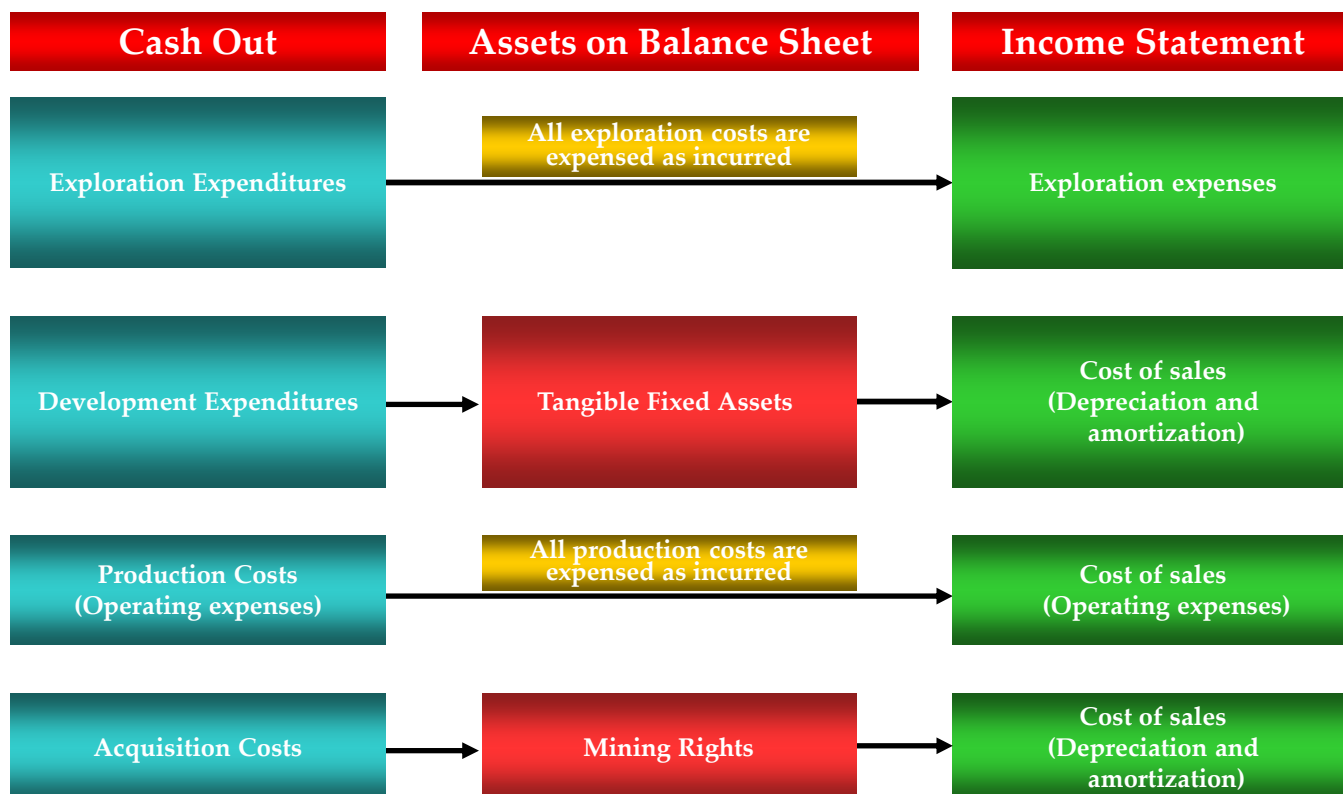 Cash Out
Assets on Balance Sheet
Income Statement
Exploration Expenditures
All exploration costs are
expensed as incurred
Exploration expenses
Development Expenditures
Tangible Fixed Assets
Cost of sales
(Depreciation and
amortization)
Production Costs
(Operating expenses)
All production costs are
expensed as incurred
Cost of sales
(Operating expenses)
Acquisition Costs
Mining Rights
Cost of sales
(Depreciation and
amortization)